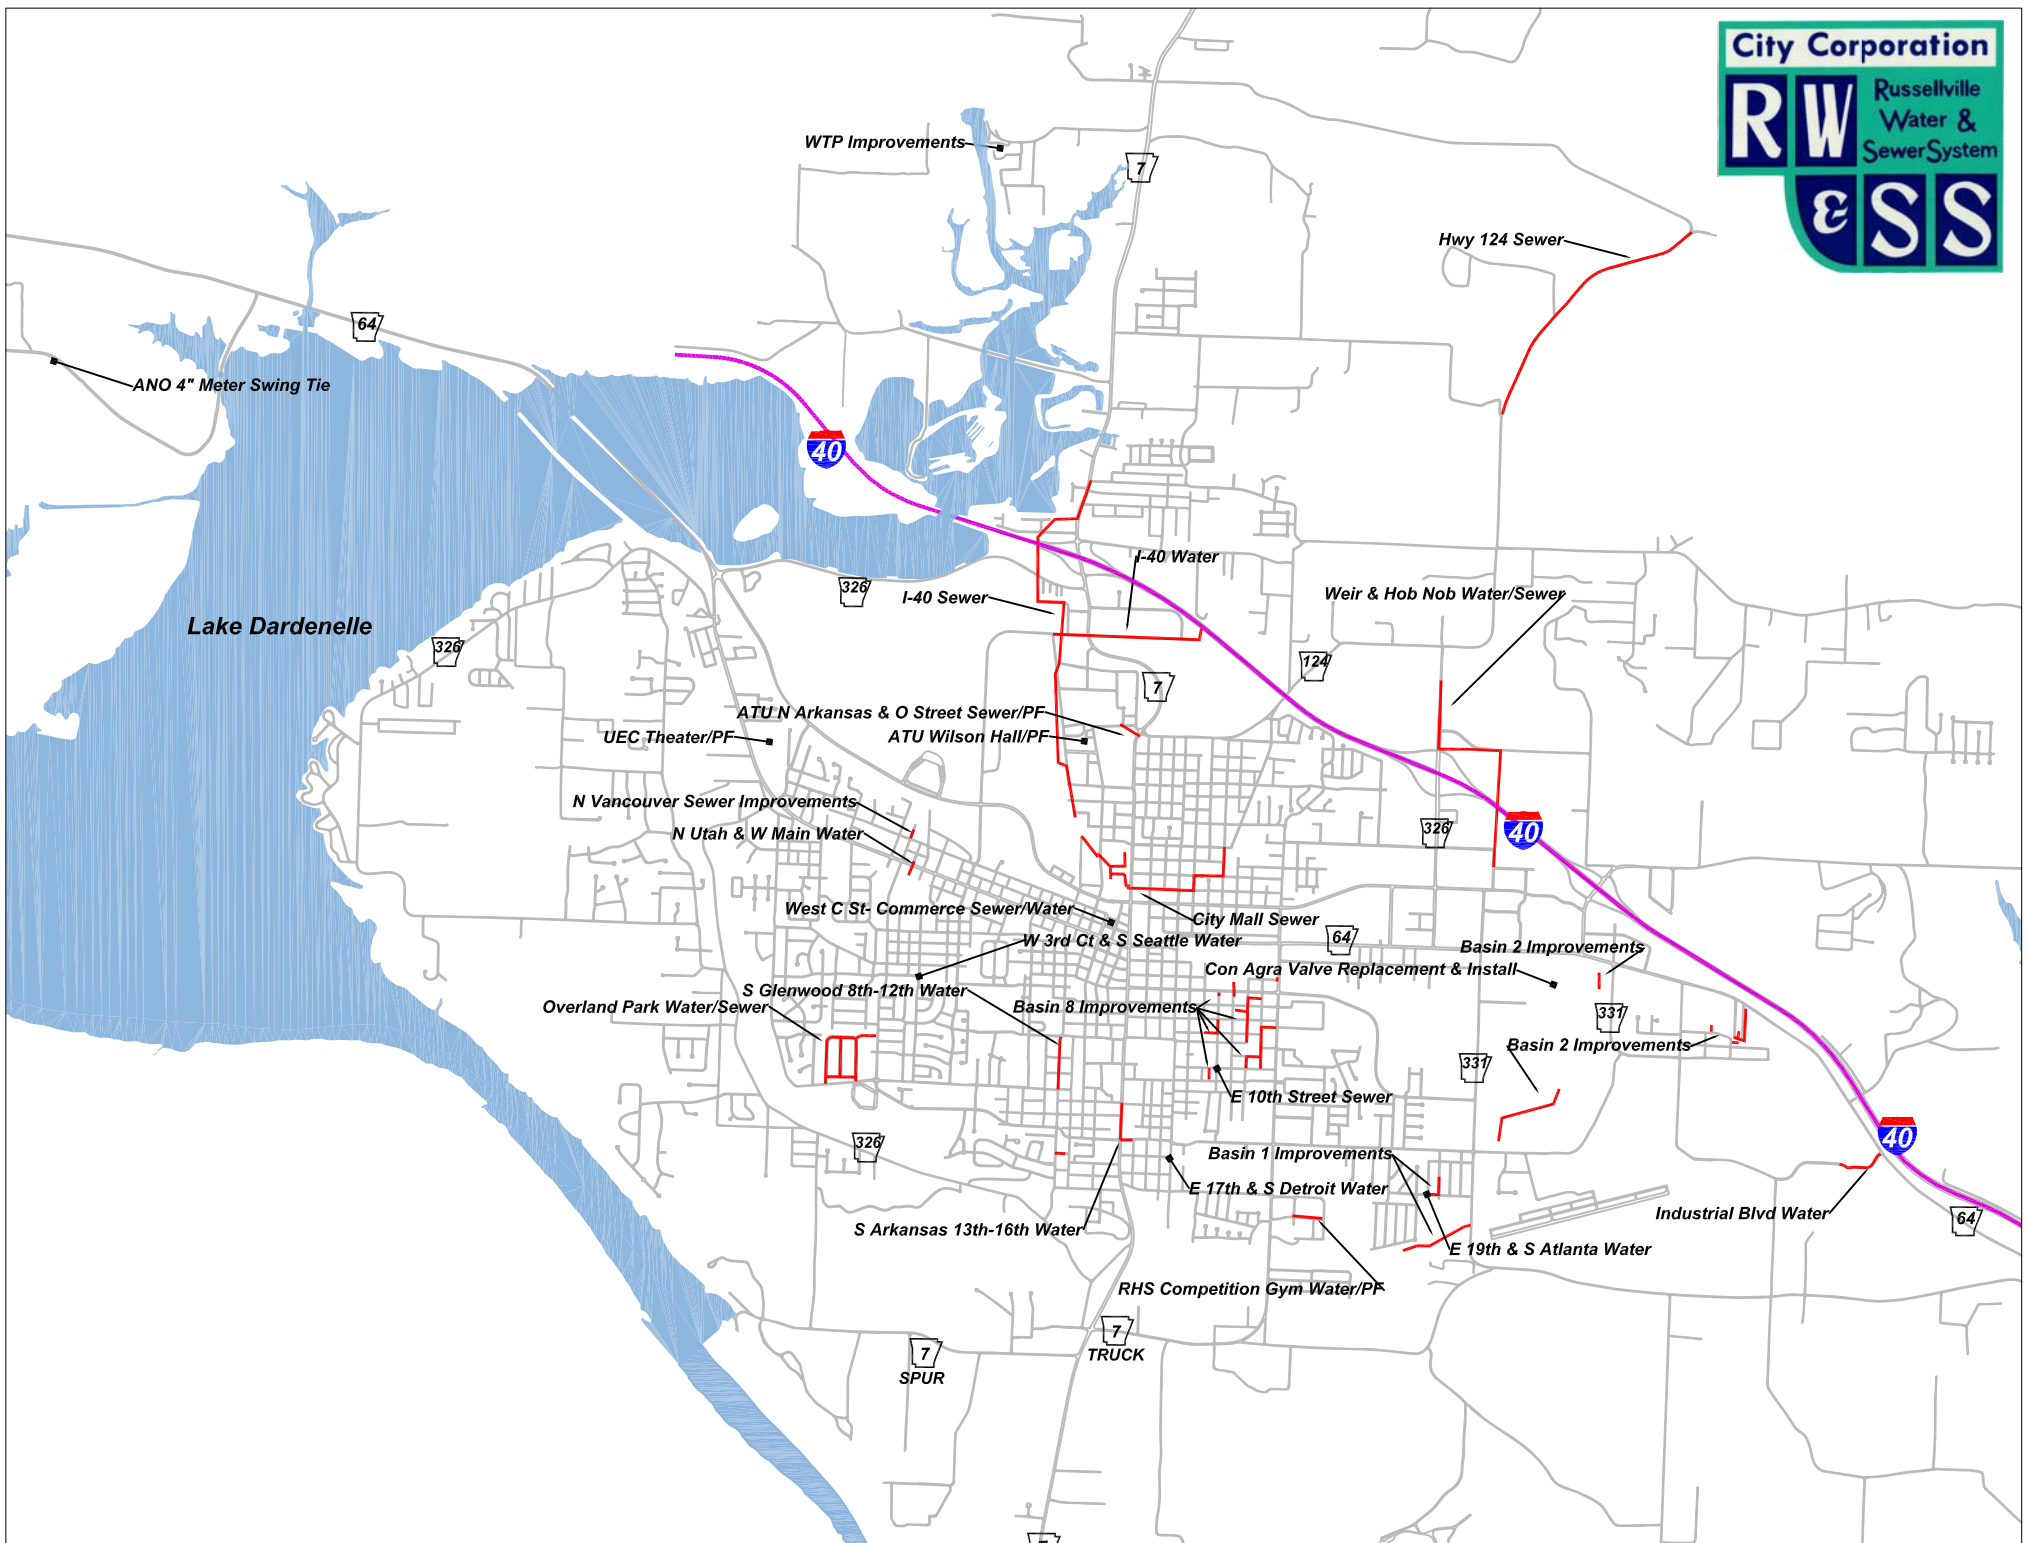 City Corporation
R W
Russellville
Water &
Sewer System
& S S
WTP Improvements
7
Hwy 124 Sewer
64
ANO 4" Meter Swing Tie
40
I-40 Water
326
I-40 Sewer
Weir & Hob Nob Water/Sewer
Lake Dardenelle
326
124
7
ATU N Arkansas & O Street Sewer/PF
UEC Theater/PF
ATU Wilson Hall/PF
N Vancouver Sewer Improvements
N Utah & W Main Water
326
40
West C St- Commerce Sewer/Water
City Mall Sewer
W 3rd Ct & S Seattle Water
64
Basin 2 Improvements
Con Agra Valve Replacement & Install
S Glenwood 8th-12th Water
Overland Park Water/Sewer
Basin 8 Improvements
331
Basin 2 Improvements
331
E 10th Street Sewer
326
40
Basin 1 Improvements
E 17th & S Detroit Water
S Arkansas 13th-16th Water
Industrial Blvd Water
64
E 19th & S Atlanta Water
RHS Competition Gym Water/PF
7
TRUCK
7
SPUR